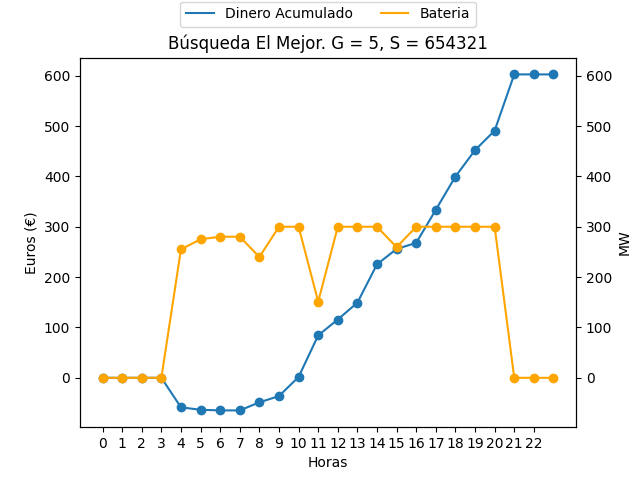 Dinero Acumulado Bateria
Búsqueda El Mejor. G = 5, S = 654321
600 600
500 500
400 400
300 300
200 200
100 100
0 0
Euros (€)
MW
0 1 2 3 4 5 6 7 8 9 10 11 12 13 14 15 16 17 18 19 20 21 22
Horas